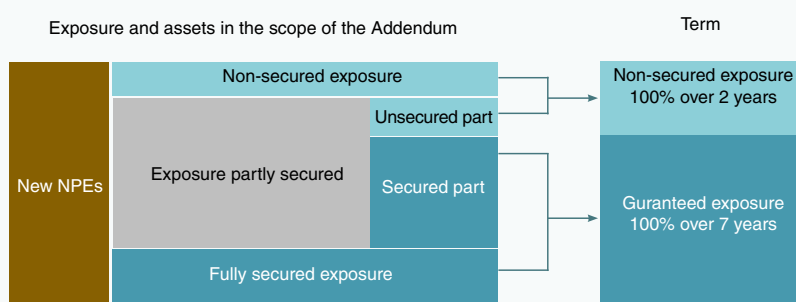 Exposure and assets in the scope of the Addendum
Term
New NPEs
Non-secured exposure
Exposure partly secured
Unsecured part
Secured part
Fully secured exposure
Non-secured exposure
100% over 2 years
Guranteed exposure
100% over 7 years